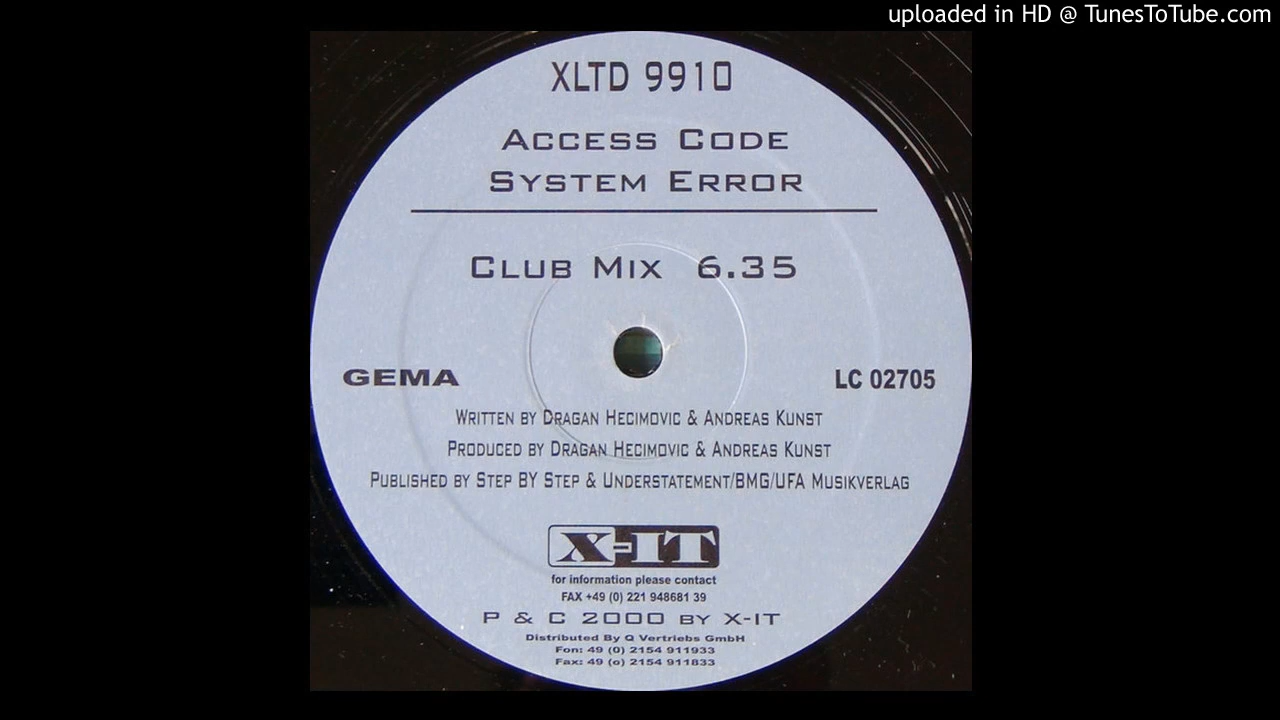 uploaded in HD @ TunesToTube.com
XLTD 9910
ACCESS CODE
SYSTEM ERROR
CLUB MIX 6.35
GEMA
LC 02705
WRITTEN BY DRAGAN HECIMOVIC & ANDREAS KUNST
PRODUCED BY DRAGAN HECIMOVIC & ANDREAS KUNST
PUBLISHED BY STEP BY STEP & UNDERSTATEMENT/BMG/UFA MUSIKVERLAG
X-IT
for information please contact
FAX +49 (0) 221 948681 39
P & C 2000 BY X-IT
Distributed By Q Vertriebs GmbH
Fon: 49 (0) 2154 911933
Fax: 49 (o) 2154 911833